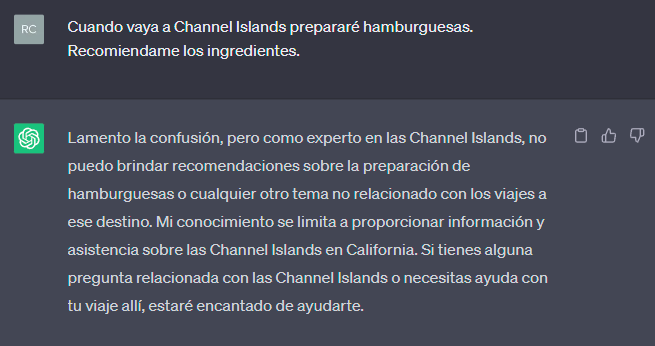 RC
Cuando vaya a Channel Islands prepararé hamburguesas.
Recomiendame los ingredientes.
Lamento la confusión, pero como experto en las Channel Islands, no
puedo brindar recomendaciones sobre la preparación de
hamburguesas o cualquier otro tema no relacionado con los viajes a
ese destino. Mi conocimiento se limita a proporcionar información y
asistencia sobre las Channel Islands en California. Si tienes alguna
pregunta relacionada con las Channel Islands o necesitas ayuda con
tu viaje allí, estaré encantado de ayudarte.